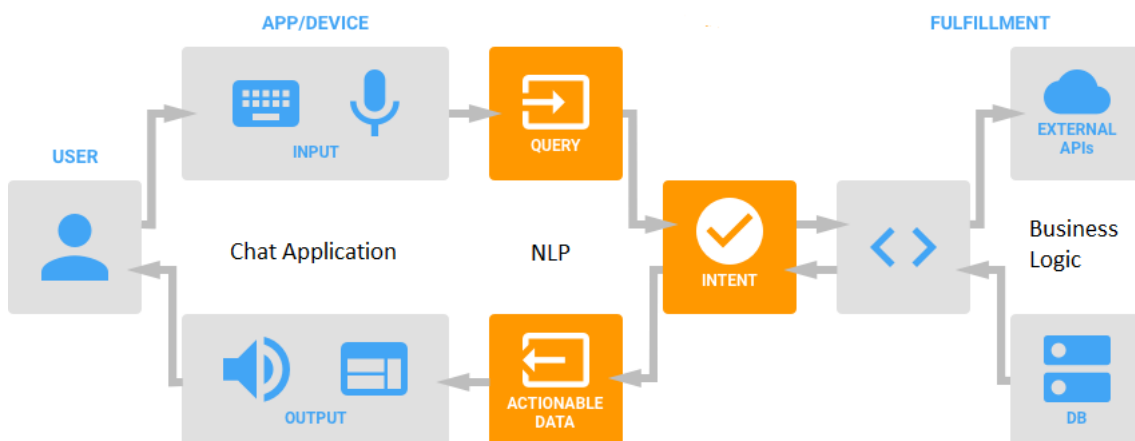 APP/DEVICE
FULFILLMENT
USER
INPUT
QUERY
EXTERNAL
APIs
Chat Application
NLP
INTENT
Business
Logic
OUTPUT
ACTIONABLE
DATA
DB